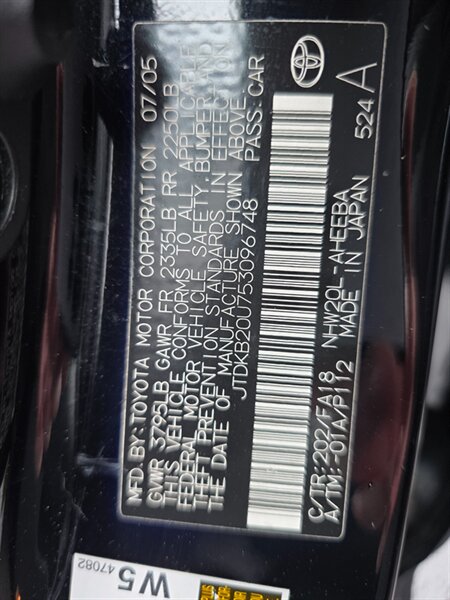 MFD. BY: TOYOTA MOTOR CORPORATION 07/05
GVWR 3795LB GAWR FR 2335LB RR 2250LB
THIS VEHICLE CONFORMS TO ALL APPLICABLE
FEDERAL MOTOR VEHICLE SAFETY, BUMPER, AND
THEFT PREVENTION STANDARDS IN EFFECT ON
THE DATE OF MANUFACTURE SHOWN ABOVE.
JTDKB20U753096748 PASS. CAR
C/TR: 202/FA18 NHW20L-AHEEBA
A/TM: -01A/P112 MADE IN JAPAN 524 A
W5
47082